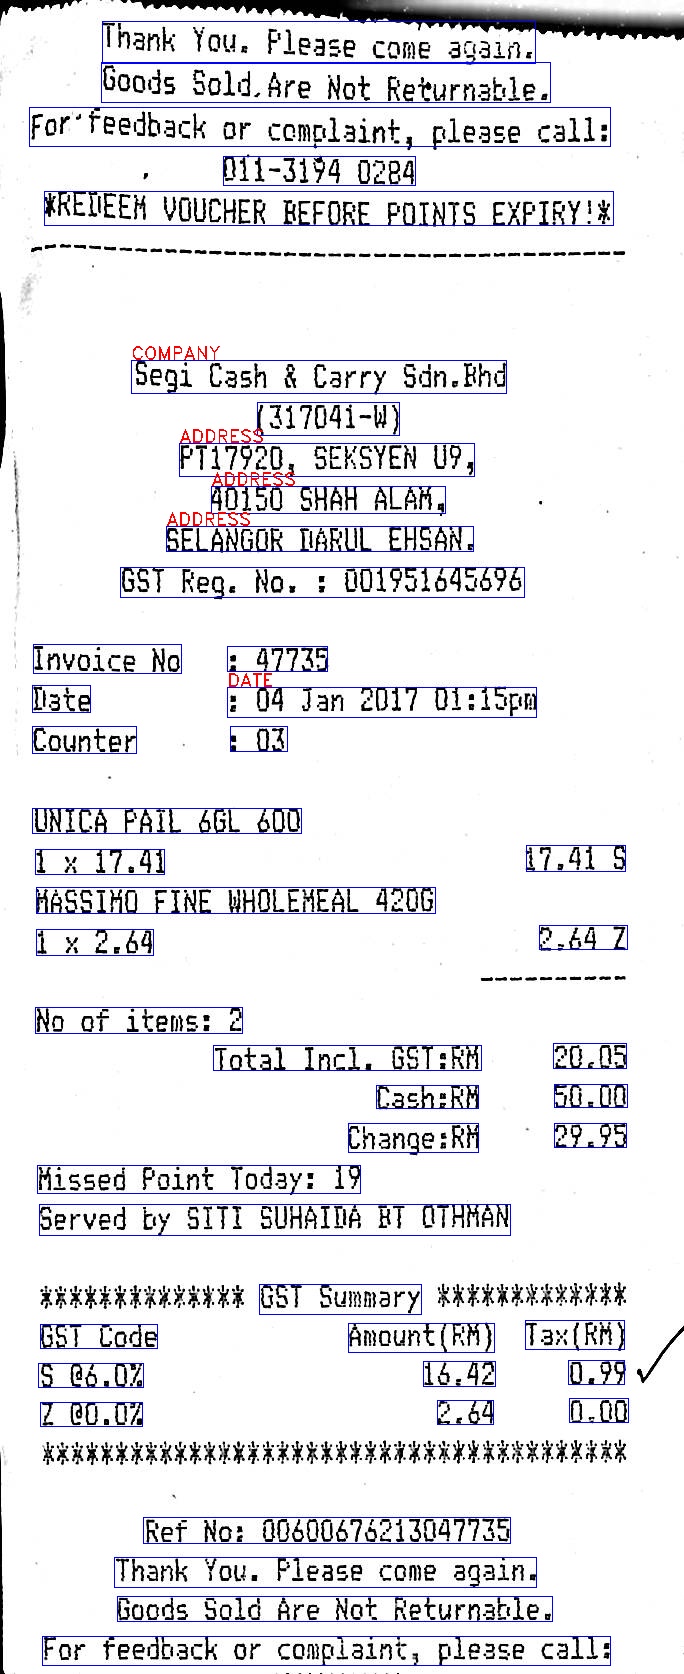 Thank You. Please come again.
Goods Sold Are Not Returnable.
For feedback or complaint, please call:
011-3194 0284
*REDEEM VOUCHER BEFORE POINTS EXPIRY!*
COMPANY
Segi Cash & Carry Sdn.Bhd
(317041-W)
ADDRESS
PT17920, SEKSYEN U9,
ADDRESS
40150 SHAH ALAM,
ADDRESS
SELANGOR DARUL EHSAN.
GST Reg. No. : 001951645696
Invoice No : 47735
DATE
Date : 04 Jan 2017 01:15pm
Counter : 03
UNICA PAIL 6GL 600
1 x 17.41 17.41 S
MASSIMO FINE WHOLEMEAL 420G
1 x 2.64 2.64 Z
No of items: 2
Total Incl. GST:RM 20.05
Cash:RM 50.00
Change:RM 29.95
Missed Point Today: 19
Served by SITI SUHAIDA BT OTHMAN
************** GST Summary *************
GST Code Amount(RM) Tax(RM)
S @6.0% 16.42 0.99
Z @0.0% 2.64 0.00
****************************************
Ref No: 00600676213047735
Thank You. Please come again.
Goods Sold Are Not Returnable.
For feedback or complaint, please call: